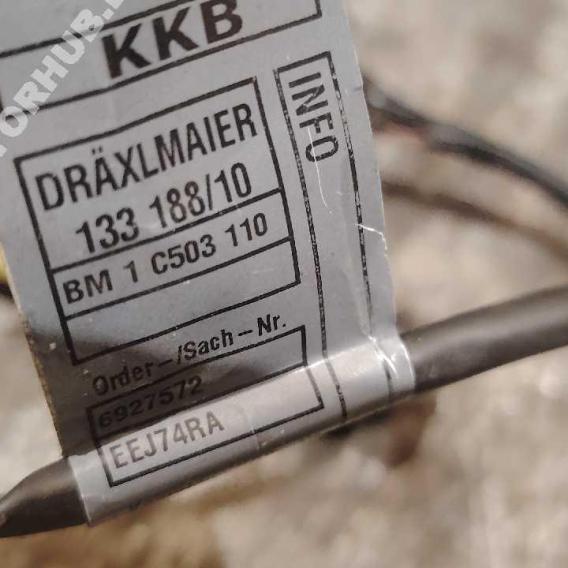 KKB
INFO
DRÄXLMAIER
133 188/10
BM 1 C503 110
Order-/Sach-Nr.
6927572
EEJ74RA